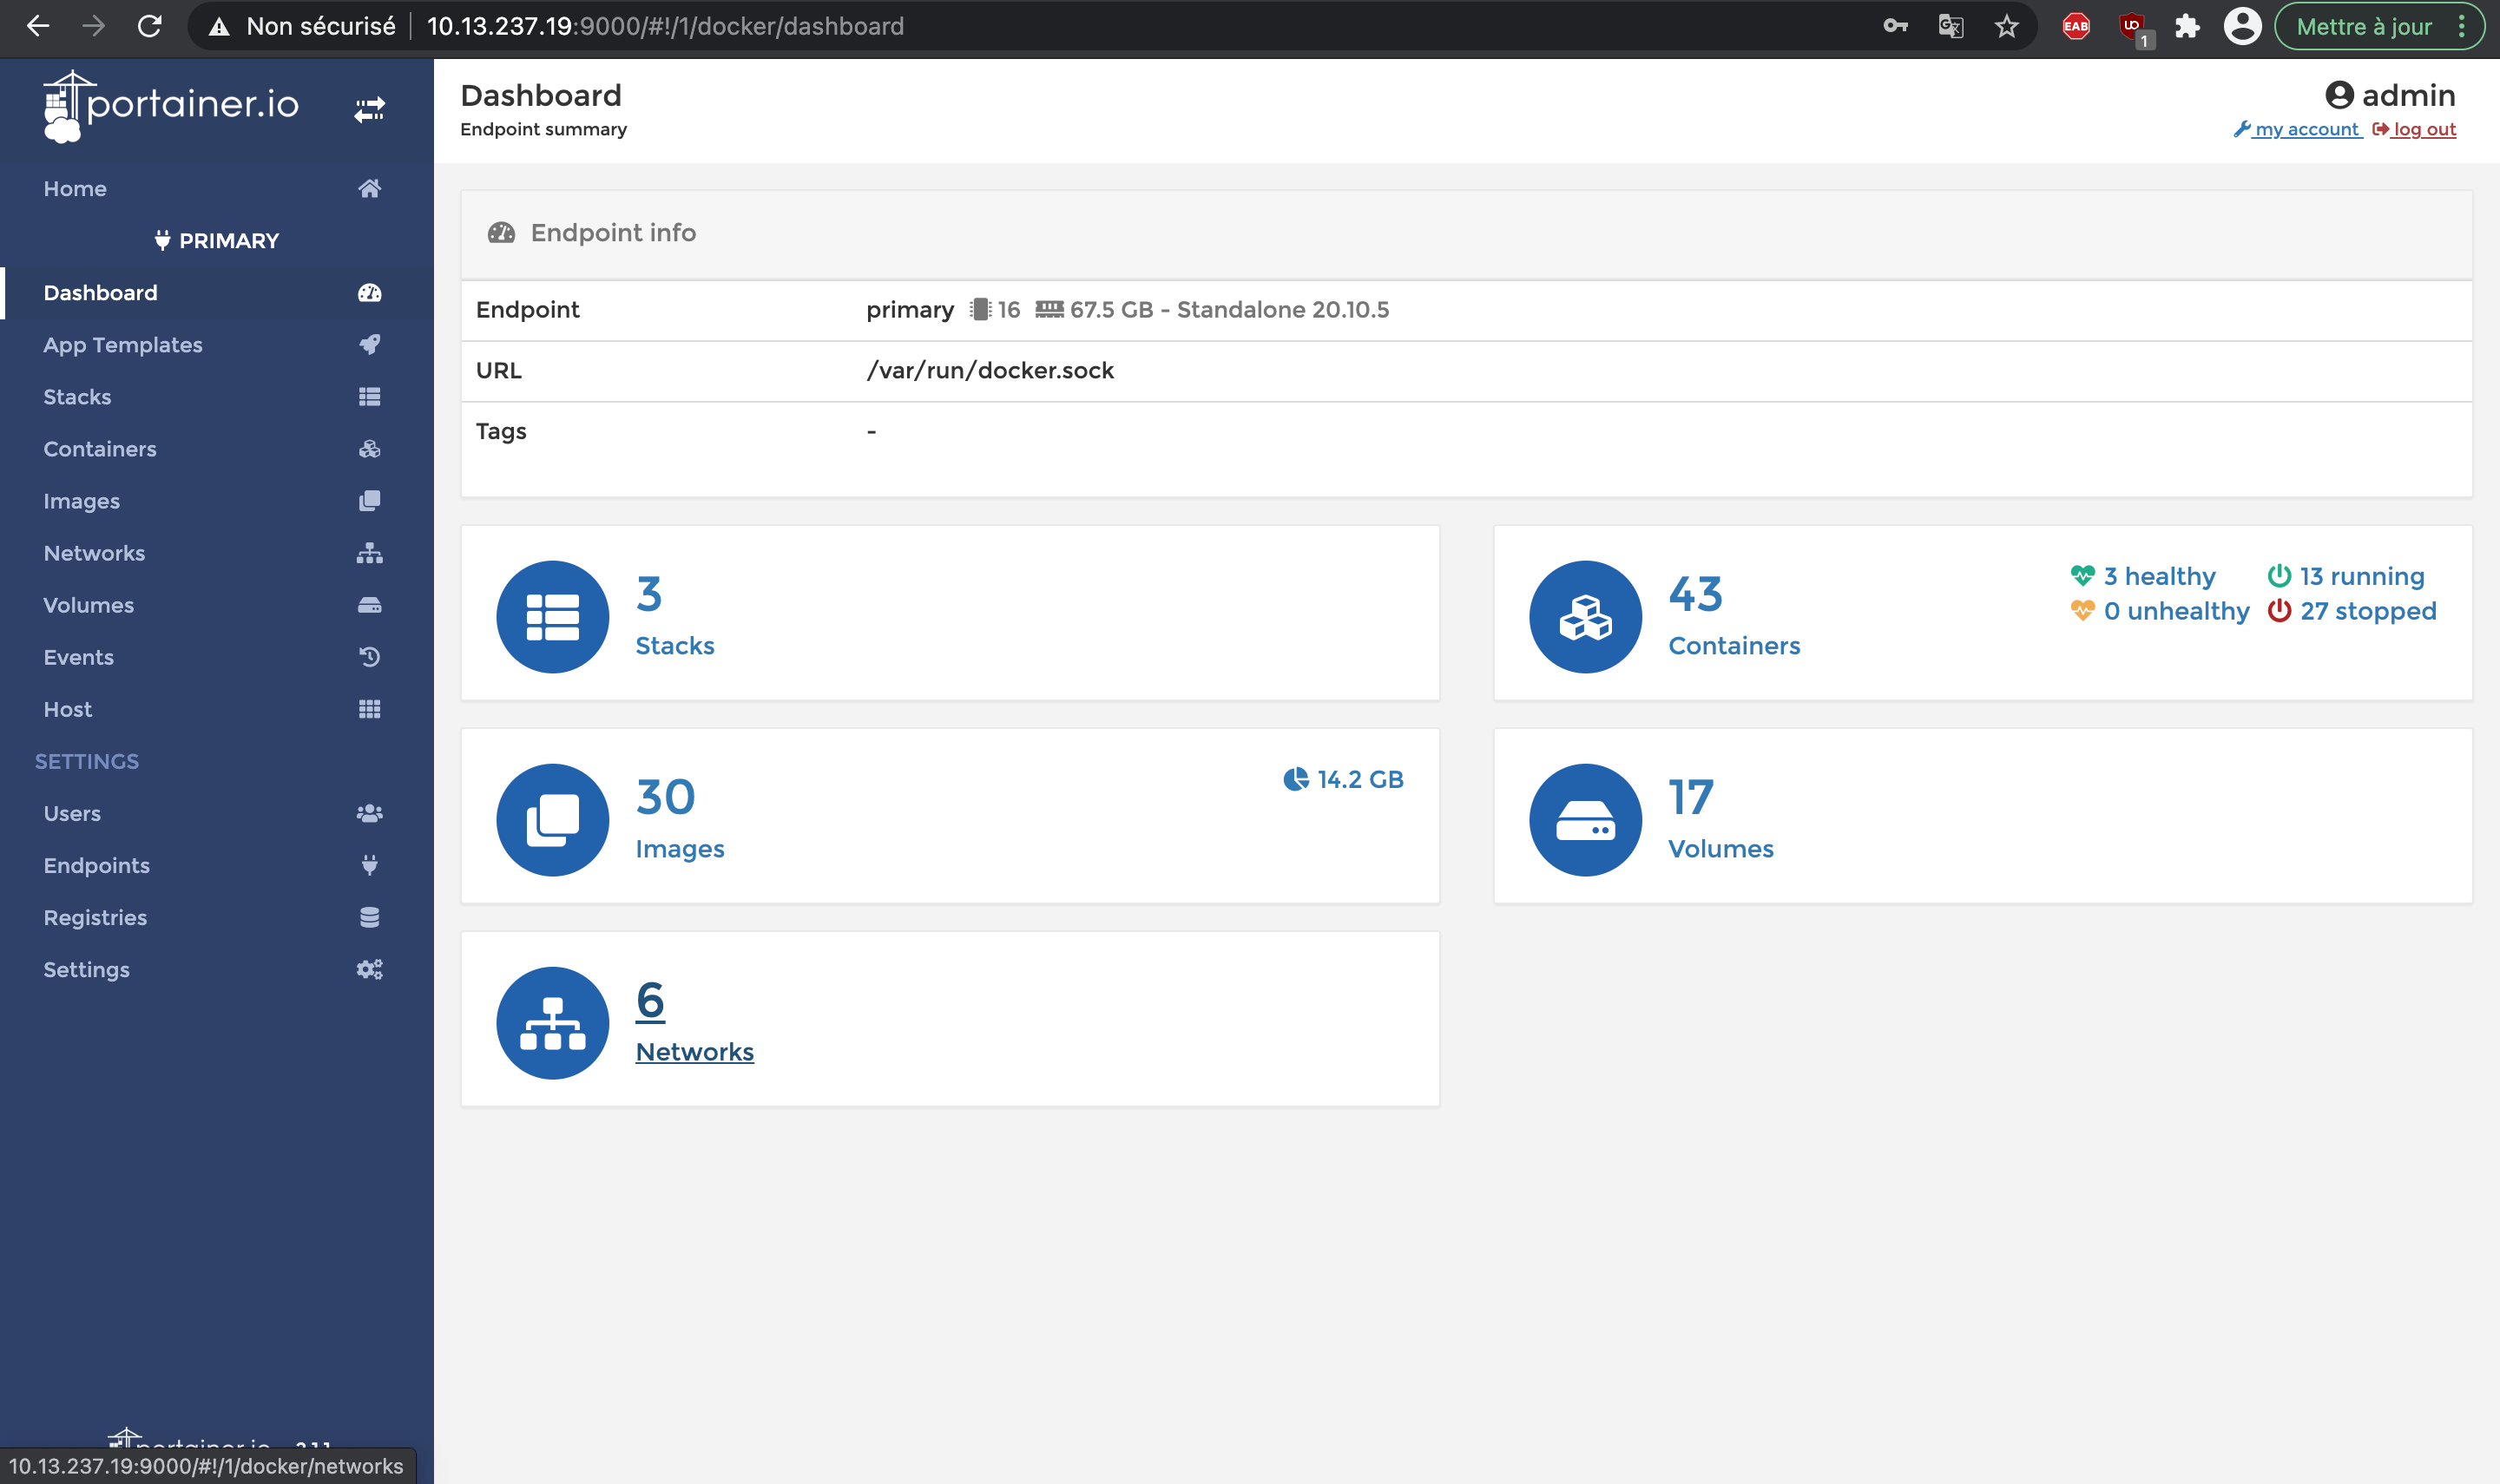 Non sécurisé 10.13.237.19:9000/#!/1/docker/dashboard
EAB
1
Mettre à jour
portainer.io
Home
PRIMARY
Dashboard
App Templates
Stacks
Containers
Images
Networks
Volumes
Events
Host
SETTINGS
Users
Endpoints
Registries
Settings
10.13.237.19:9000/#!/1/docker/networks
Dashboard
Endpoint summary
admin
my account log out
Endpoint info
Endpoint primary 16 67.5 GB - Standalone 20.10.5
URL /var/run/docker.sock
Tags -
3
Stacks
43
Containers
3 healthy 13 running
0 unhealthy 27 stopped
30
Images
14.2 GB
17
Volumes
6
Networks